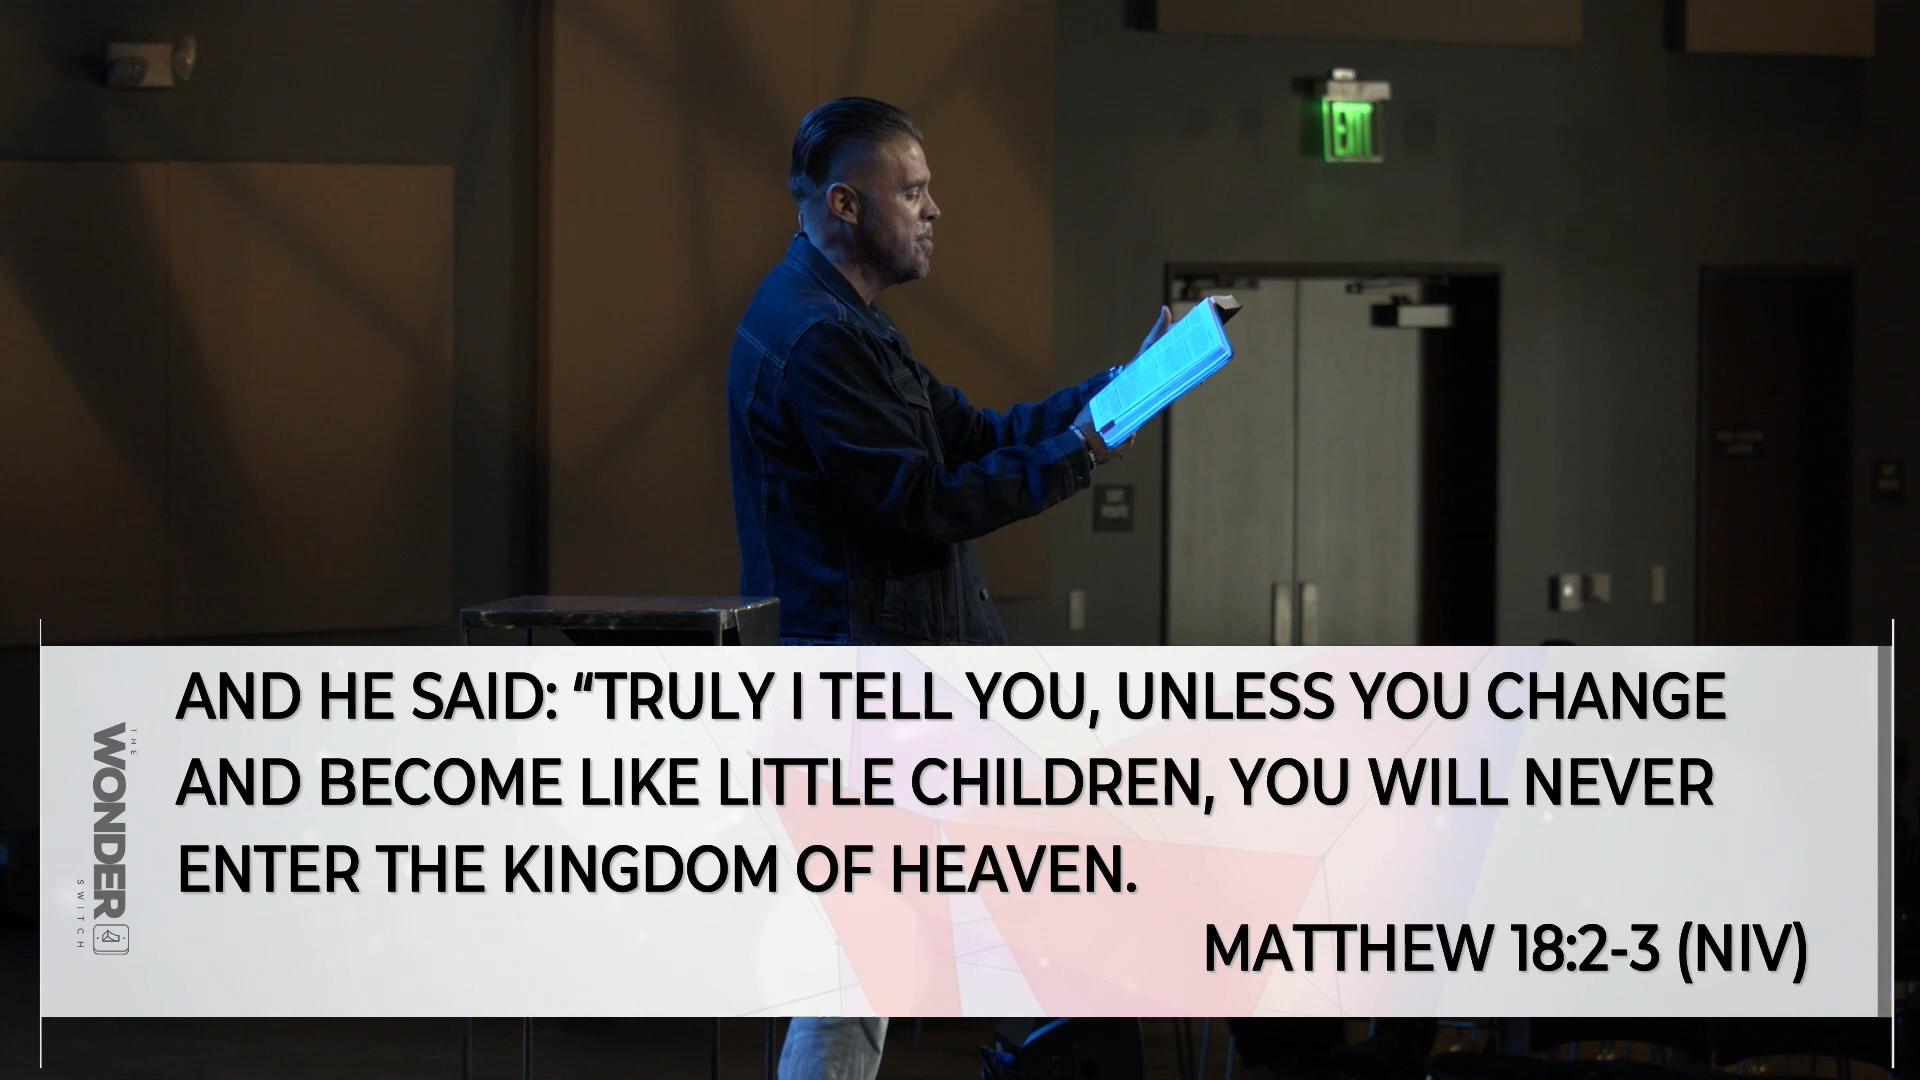 EXIT
AND HE SAID: “TRULY I TELL YOU, UNLESS YOU CHANGE
AND BECOME LIKE LITTLE CHILDREN, YOU WILL NEVER
ENTER THE KINGDOM OF HEAVEN.
MATTHEW 18:2-3 (NIV)
THE
WONDER
SWITCH